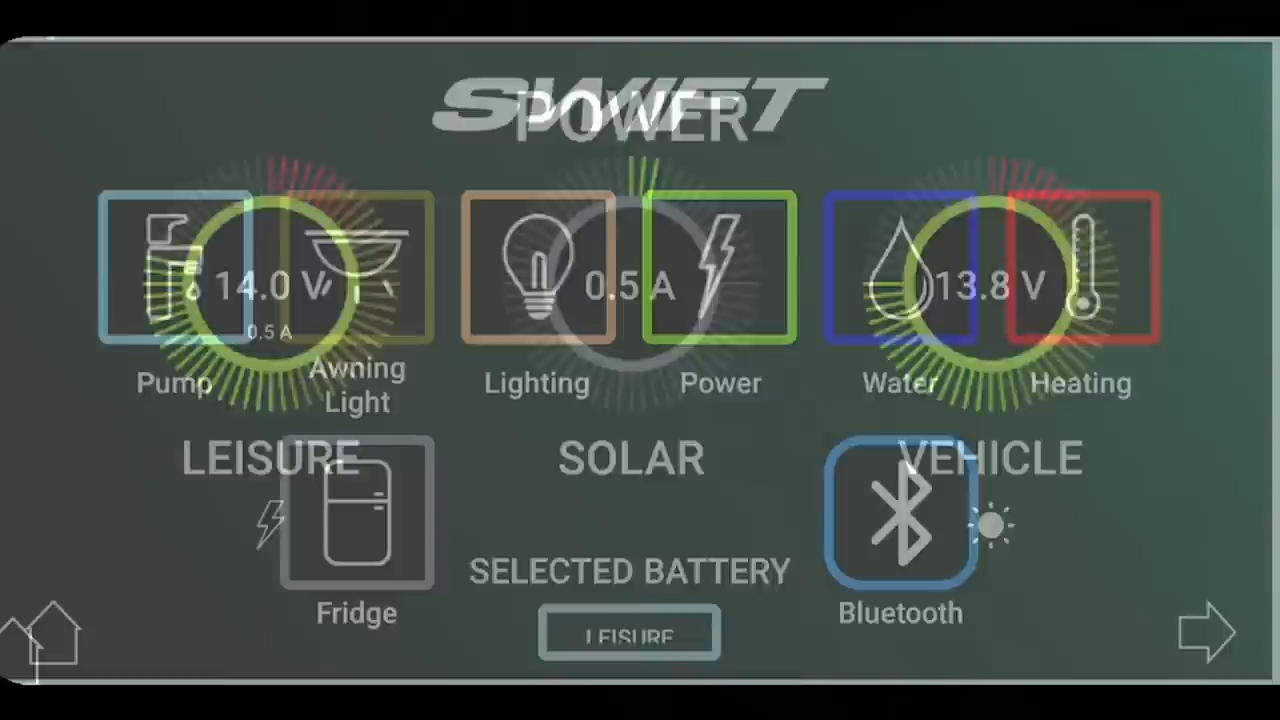 SWIFT
POWER
14.0 V
0.5 A
0.5 A
13.8 V
Pump
Awning
Light
Lighting
Power
Water
Heating
LEISURE
SOLAR
VEHICLE
SELECTED BATTERY
Fridge
LEISURE
Bluetooth